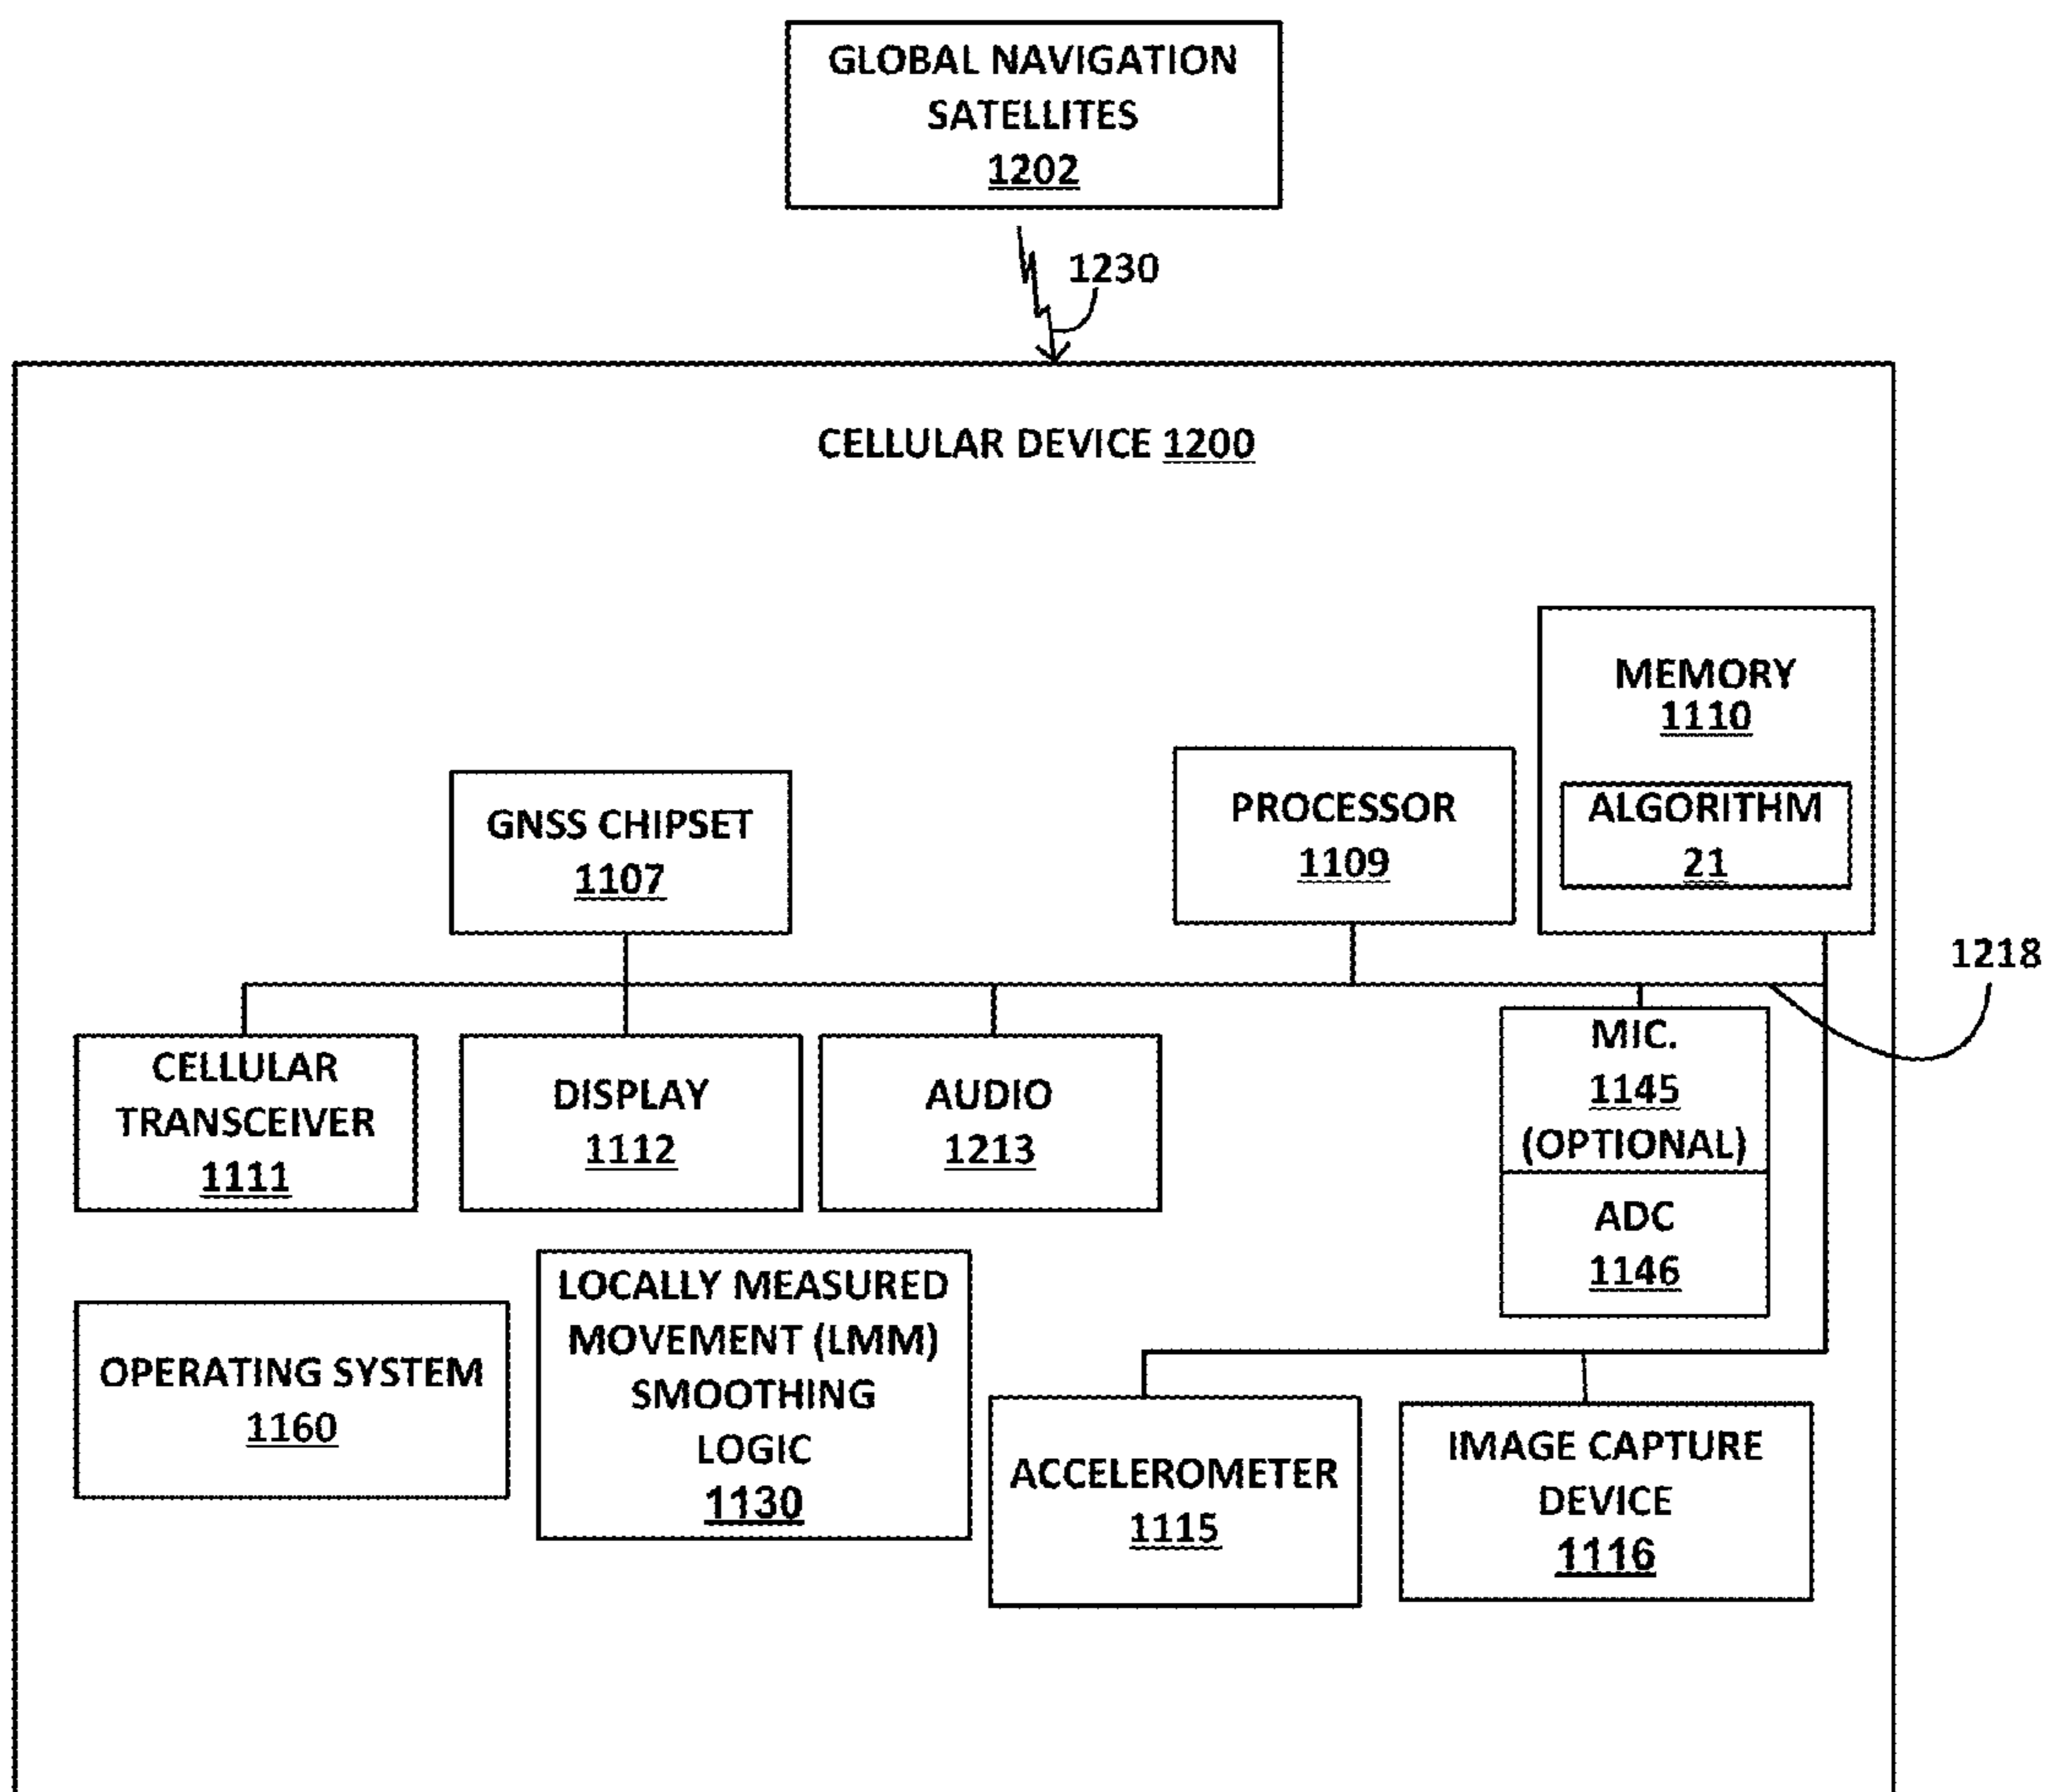 GLOBAL NAVIGATION
SATELLITES
1202
1230
CELLULAR DEVICE 1200
MEMORY
1110
ALGORITHM
21
PROCESSOR
1109
GNSS CHIPSET
1107
1218
CELLULAR
TRANSCEIVER
1111
DISPLAY
1112
AUDIO
1213
MIC.
1145
(OPTIONAL)
ADC
1146
OPERATING SYSTEM
1160
LOCALLY MEASURED
MOVEMENT (LMM)
SMOOTHING
LOGIC
1130
ACCELEROMETER
1115
IMAGE CAPTURE
DEVICE
1116